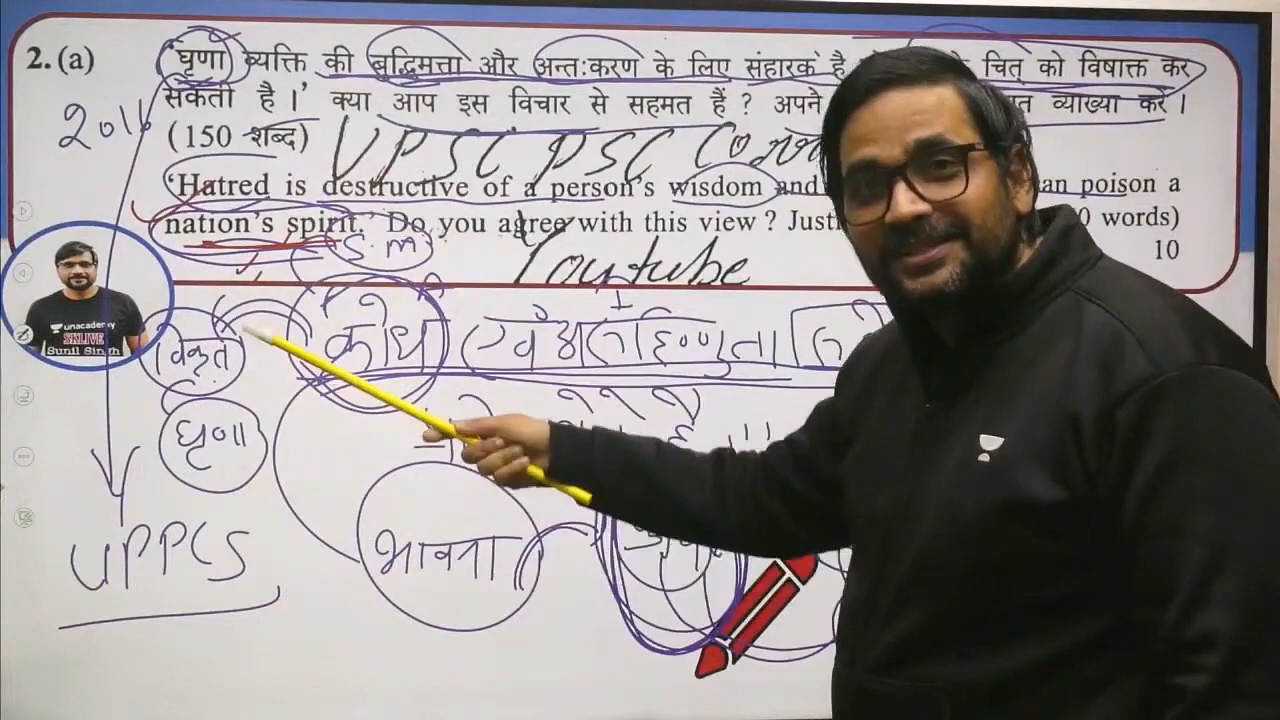 2. (a) 'घृणा व्यक्ति की बुद्धिमत्ता और अन्तःकरण के लिए संहारक है चित् को विषाक्त कर
सकती है।' क्या आप इस विचार से सहमत हैं ? अपने व्याख्या करें।
(150 शब्द)
'Hatred is destructive of a person's wisdom and an poison a
nation's spirit.' Do you agree with this view ? Justi 0 words)
10
2016
UPSC PSC
Youtube
S.M
विकृत
क्रोध एवं असहिष्णुता
घृणा
है !!
भावना
UPPCS
unacademy
SKLIVE
Sunil Singh